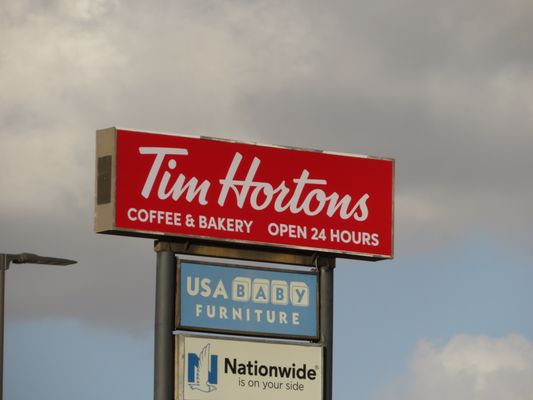 Tim Hortons
COFFEE & BAKERY OPEN 24 HOURS
USA BABY
FURNITURE
N Nationwide®
is on your side